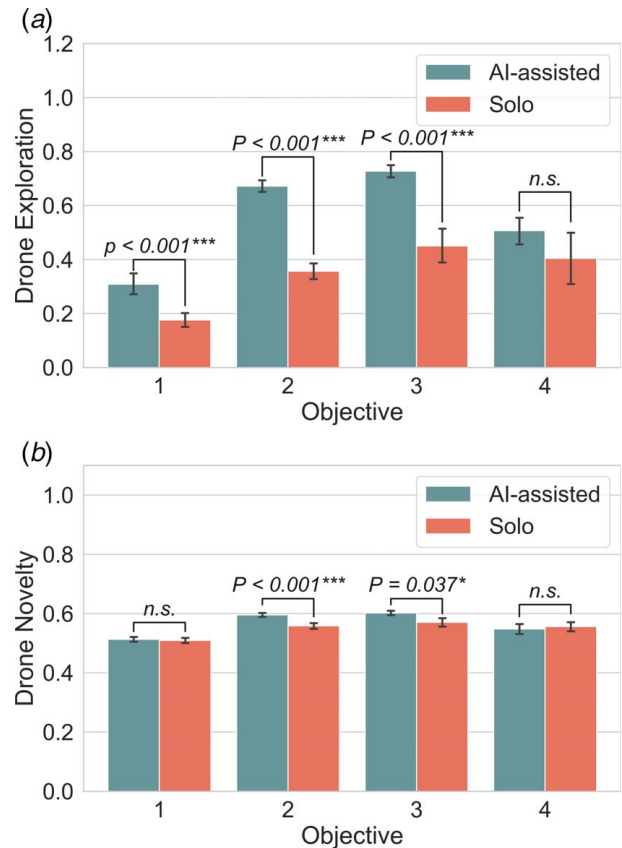 (a)
1.2
1.0
0.8
0.6
0.4
0.2
0.0
Drone Exploration
AI-assisted
Solo
p < 0.001***
P < 0.001***
P < 0.001***
n.s.
1 2 3 4
Objective
(b)
1.0
0.8
0.6
0.4
0.2
0.0
Drone Novelty
AI-assisted
Solo
n.s.
P < 0.001***
P = 0.037*
n.s.
1 2 3 4
Objective